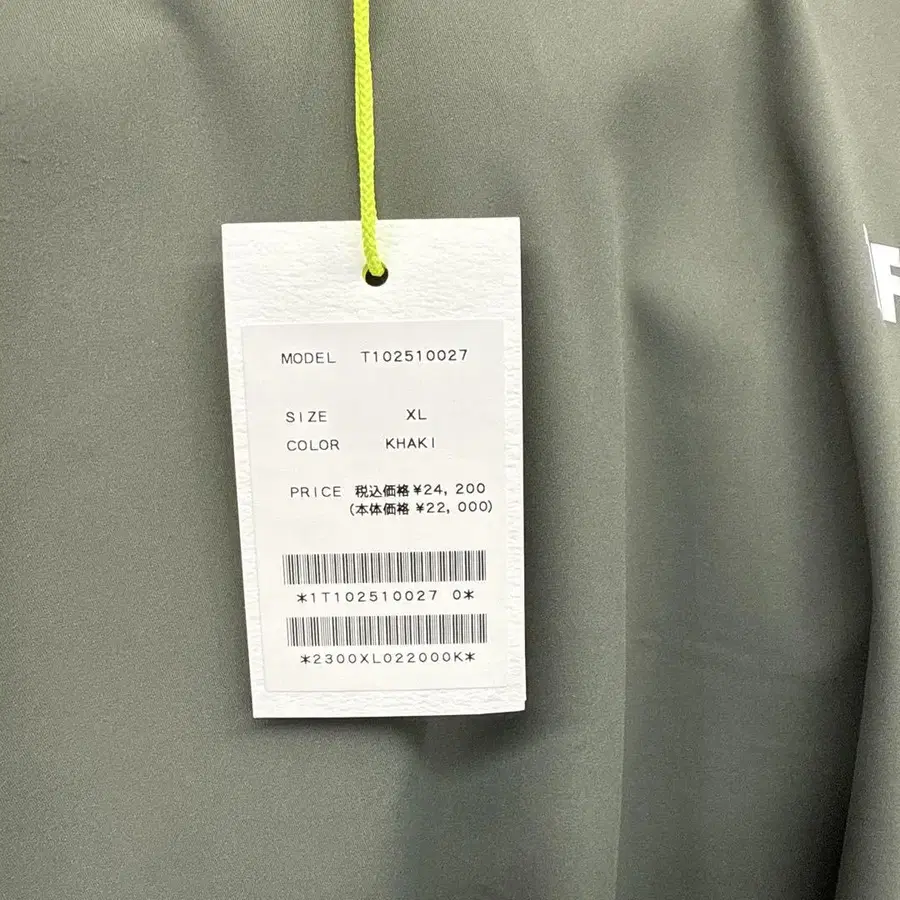 MODEL T102510027
SIZE XL
COLOR KHAKI
PRICE 税込価格 ¥24,200
(本体価格 ¥22,000)
*1T102510027 0*
*2300XL022000K*
F